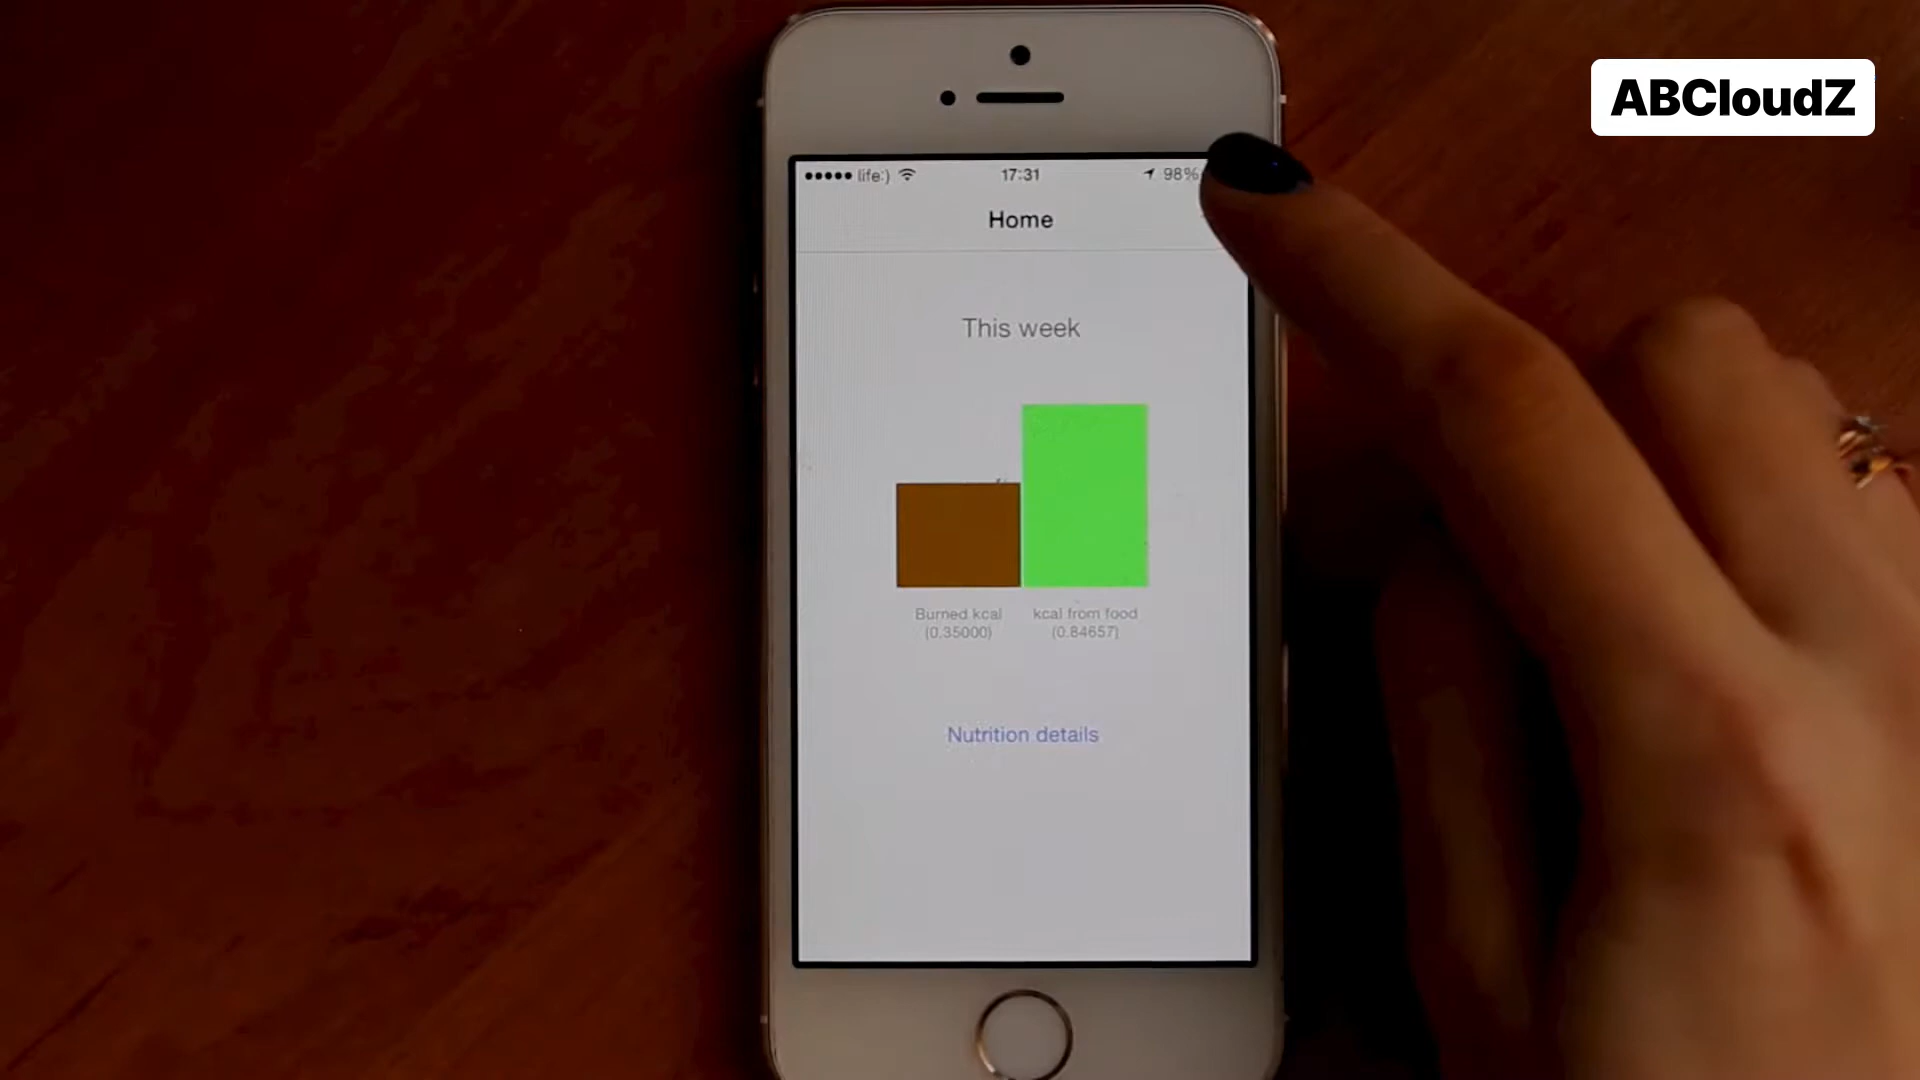 ABCloudZ
life:) 17:31 98%
Home
This week
Burned kcal
(0.35000)
kcal from food
(0.84657)
Nutrition details